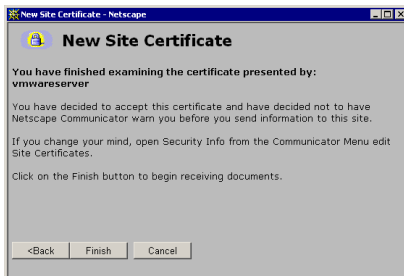 New Site Certificate - Netscape
New Site Certificate
You have finished examining the certificate presented by:
vmwareserver
You have decided to accept this certificate and have decided not to have
Netscape Communicator warn you before you send information to this site.
If you change your mind, open Security Info from the Communicator Menu edit
Site Certificates.
Click on the Finish button to begin receiving documents.
<Back Finish Cancel